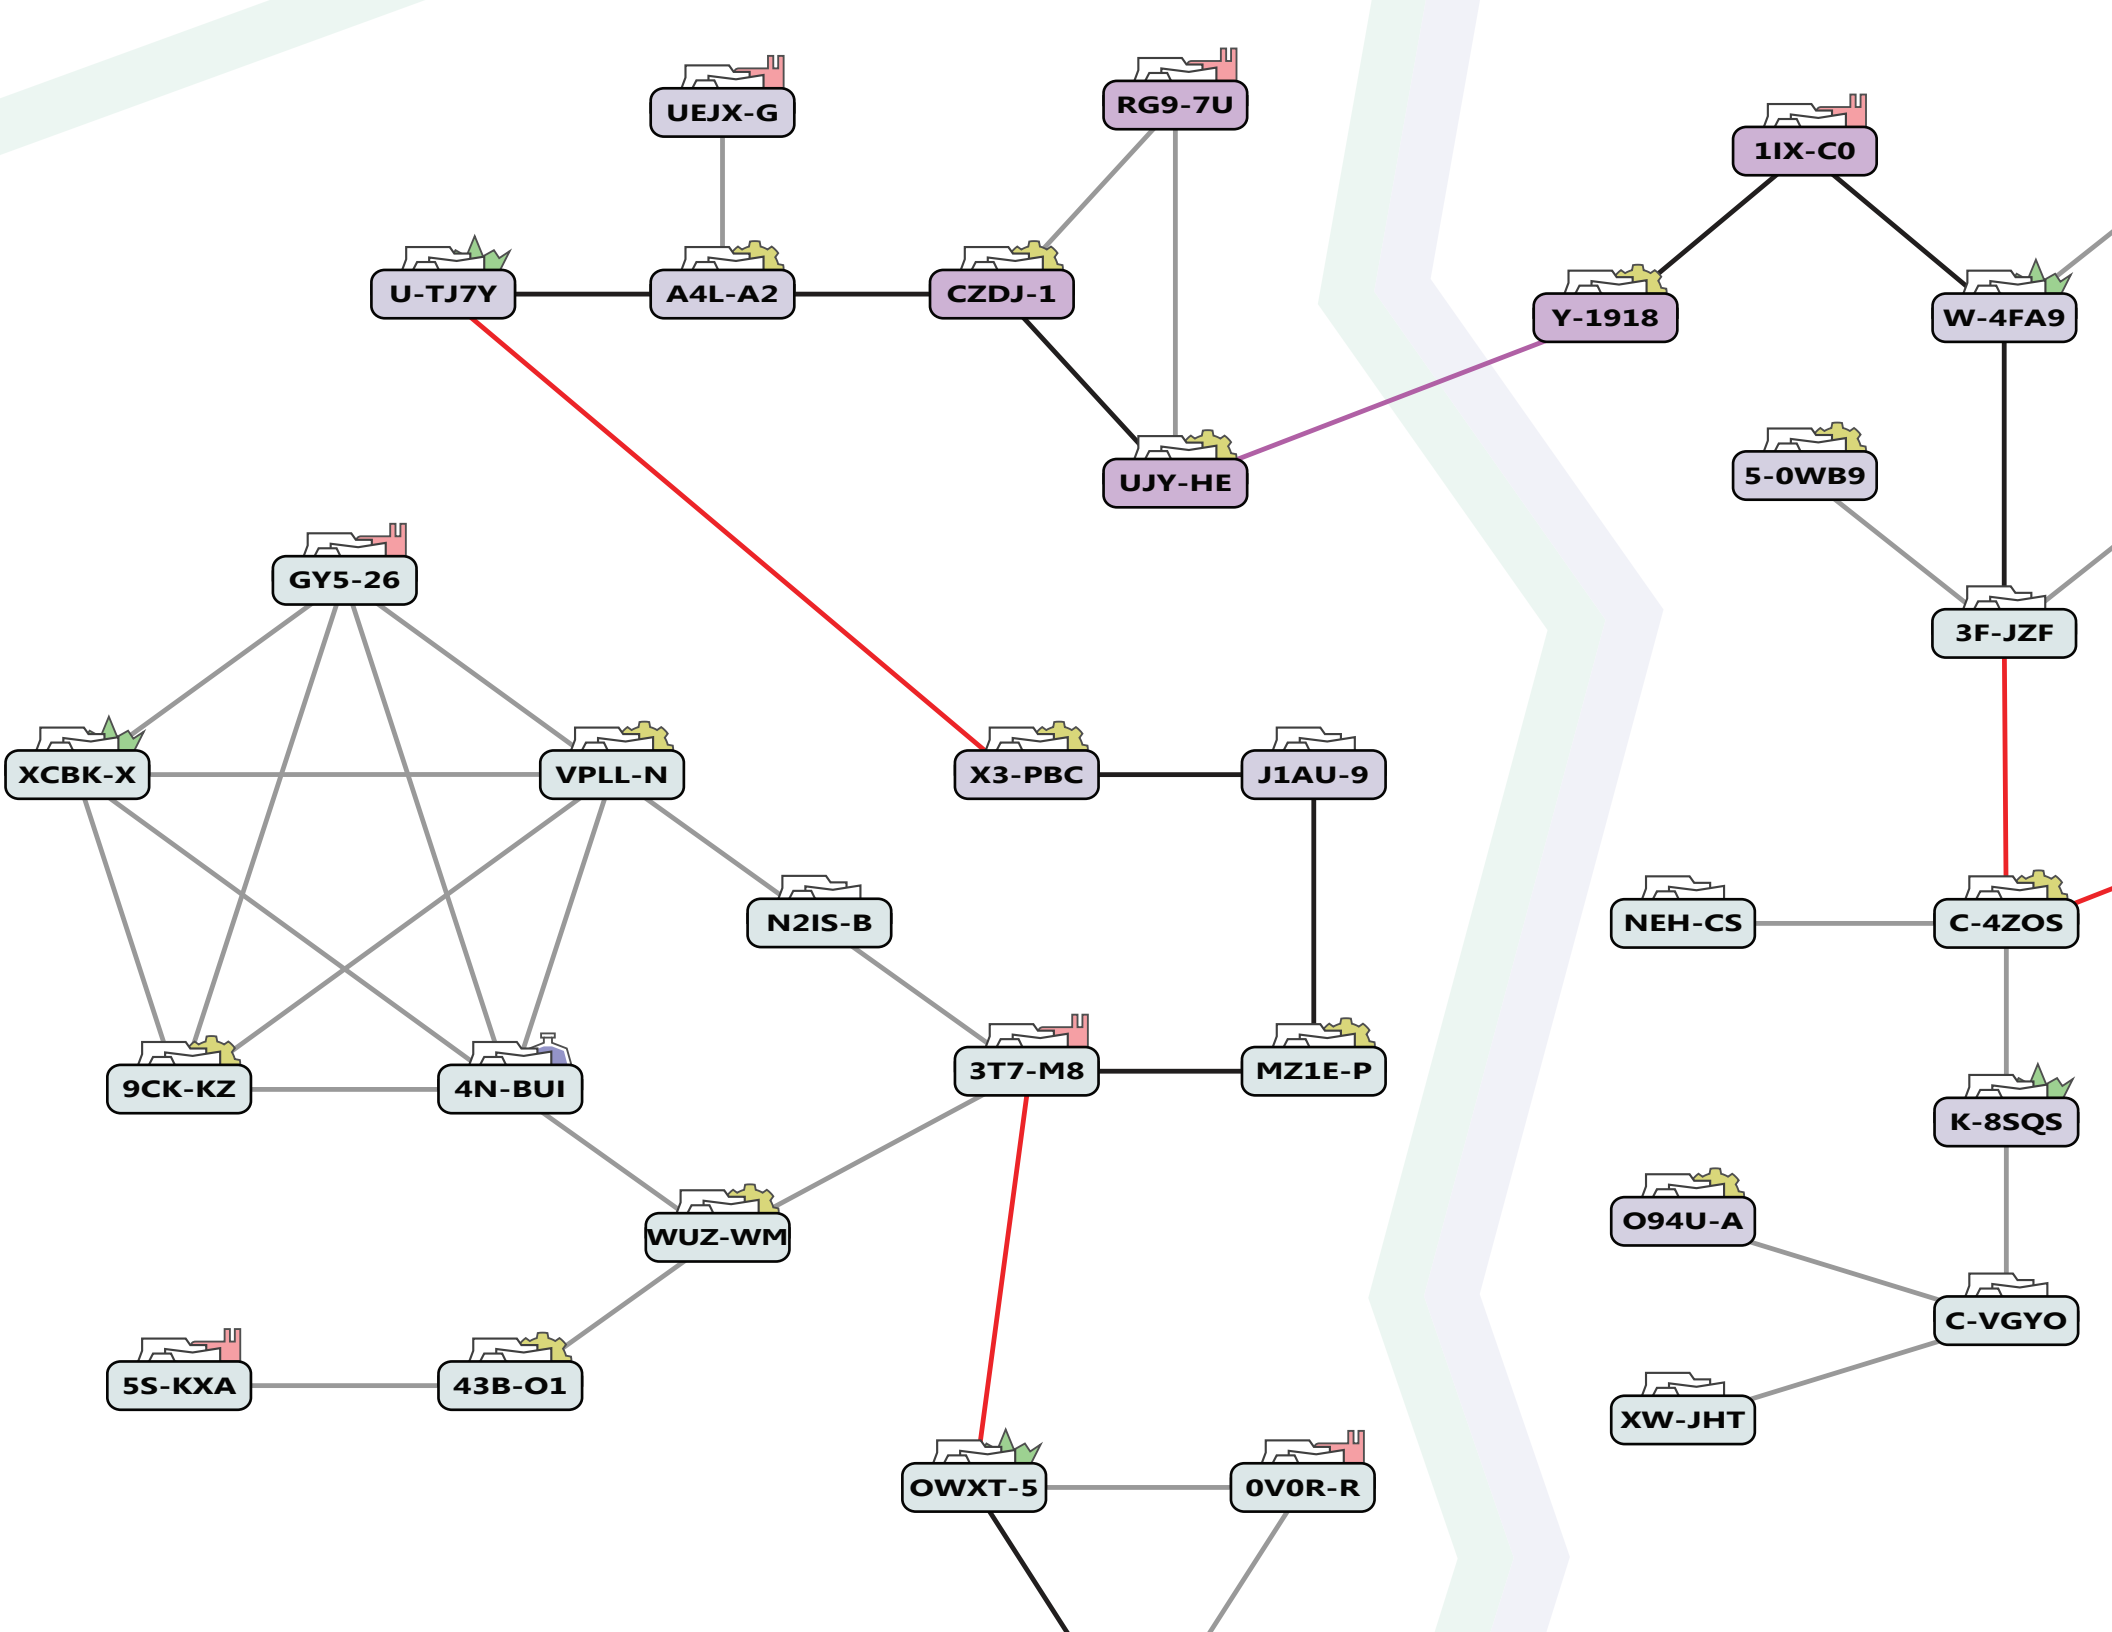 RG9-7U
UEJX-G
1IX-C0
U-TJ7Y
A4L-A2
CZDJ-1
Y-1918
W-4FA9
5-0WB9
UJY-HE
GY5-26
3F-JZF
XCBK-X
VPLL-N
X3-PBC
J1AU-9
N2IS-B
NEH-CS
C-4ZOS
3T7-M8
MZ1E-P
9CK-KZ
4N-BUI
K-8SQS
O94U-A
WUZ-WM
C-VGYO
5S-KXA
43B-O1
XW-JHT
OWXT-5
0V0R-R